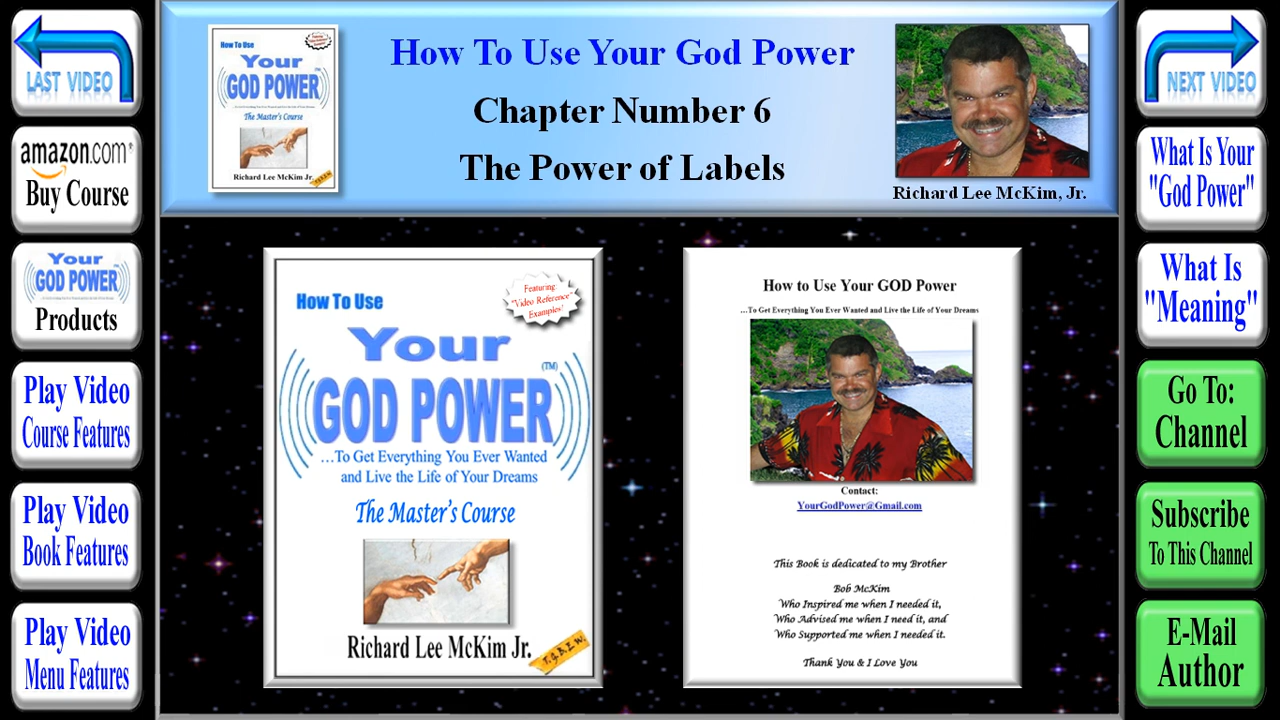 LAST VIDEO
amazon.com
Buy Course
Your
GOD POWER
Products
Play Video
Course Features
Play Video
Book Features
Play Video
Menu Features
How To Use
Your
GOD POWER
The Master's Course
Richard Lee McKim Jr.
How To Use Your God Power
Chapter Number 6
The Power of Labels
Richard Lee McKim, Jr.
How To Use
Featuring
"Video Reference"
Examples!
Your
GOD POWER (TM)
...To Get Everything You Ever Wanted
and Live the Life of Your Dreams
The Master's Course
Richard Lee McKim Jr.
T.G.B.Z.W.
How to Use Your GOD Power
...To Get Everything You Ever Wanted and Live the Life of Your Dreams
Contact:
YourGodPower@Gmail.com
This Book is dedicated to my Brother
Bob McKim
Who Inspired me when I needed it,
Who Advised me when I need it, and
Who Supported me when I needed it.
Thank You & I Love You
NEXT VIDEO
What Is Your
"God Power"
What Is
"Meaning"
Go To:
Channel
Subscribe
To This Channel
E-Mail
Author